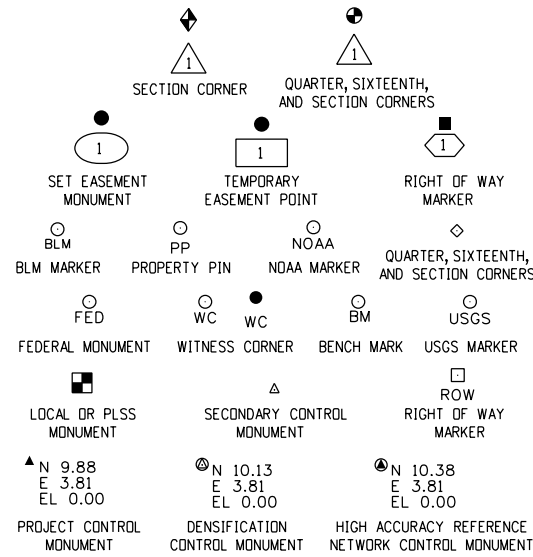 1
1
SECTION CORNER
QUARTER, SIXTEENTH,
AND SECTION CORNERS
1
1
1
SET EASEMENT
MONUMENT
TEMPORARY
EASEMENT POINT
RIGHT OF WAY
MARKER
BLM
PP
NOAA
BLM MARKER
PROPERTY PIN
NOAA MARKER
QUARTER, SIXTEENTH,
AND SECTION CORNERS
FED
WC
WC
BM
USGS
FEDERAL MONUMENT
WITNESS CORNER
BENCH MARK
USGS MARKER
ROW
LOCAL OR PLSS
MONUMENT
SECONDARY CONTROL
MONUMENT
RIGHT OF WAY
MARKER
N 9.88
E 3.81
EL 0.00
N 10.13
E 3.81
EL 0.00
N 10.38
E 3.81
EL 0.00
PROJECT CONTROL
MONUMENT
DENSIFICATION
CONTROL MONUMENT
HIGH ACCURACY REFERENCE
NETWORK CONTROL MONUMENT